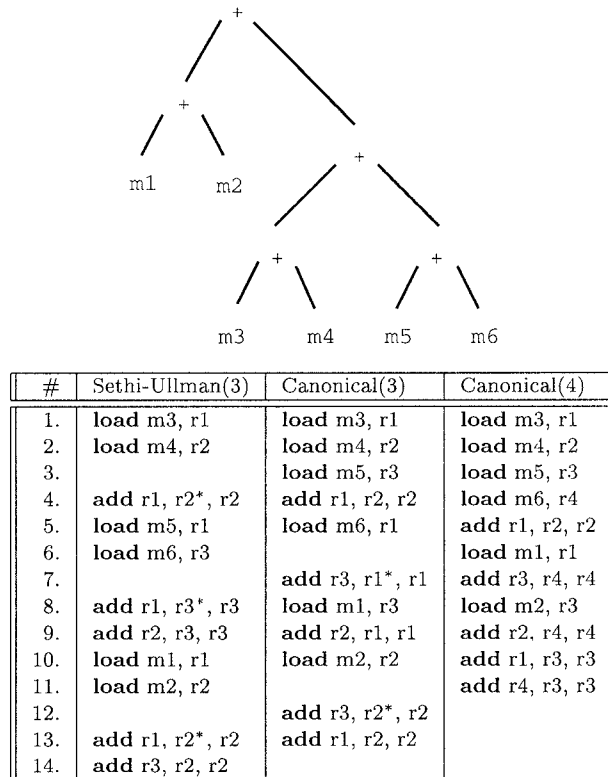 +
+
+
m1 m2
+ +
m3 m4 m5 m6
# Sethi-Ullman(3) Canonical(3) Canonical(4)
1. load m3, r1 load m3, r1 load m3, r1
2. load m4, r2 load m4, r2 load m4, r2
3. load m5, r3 load m5, r3
4. add r1, r2*, r2 add r1, r2, r2 load m6, r4
5. load m5, r1 load m6, r1 add r1, r2, r2
6. load m6, r3 load m1, r1
7. add r3, r1*, r1 add r3, r4, r4
8. add r1, r3*, r3 load m1, r3 load m2, r3
9. add r2, r3, r3 add r2, r1, r1 add r2, r4, r4
10. load m1, r1 load m2, r2 add r1, r3, r3
11. load m2, r2 add r4, r3, r3
12. add r3, r2*, r2
13. add r1, r2*, r2 add r1, r2, r2
14. add r3, r2, r2